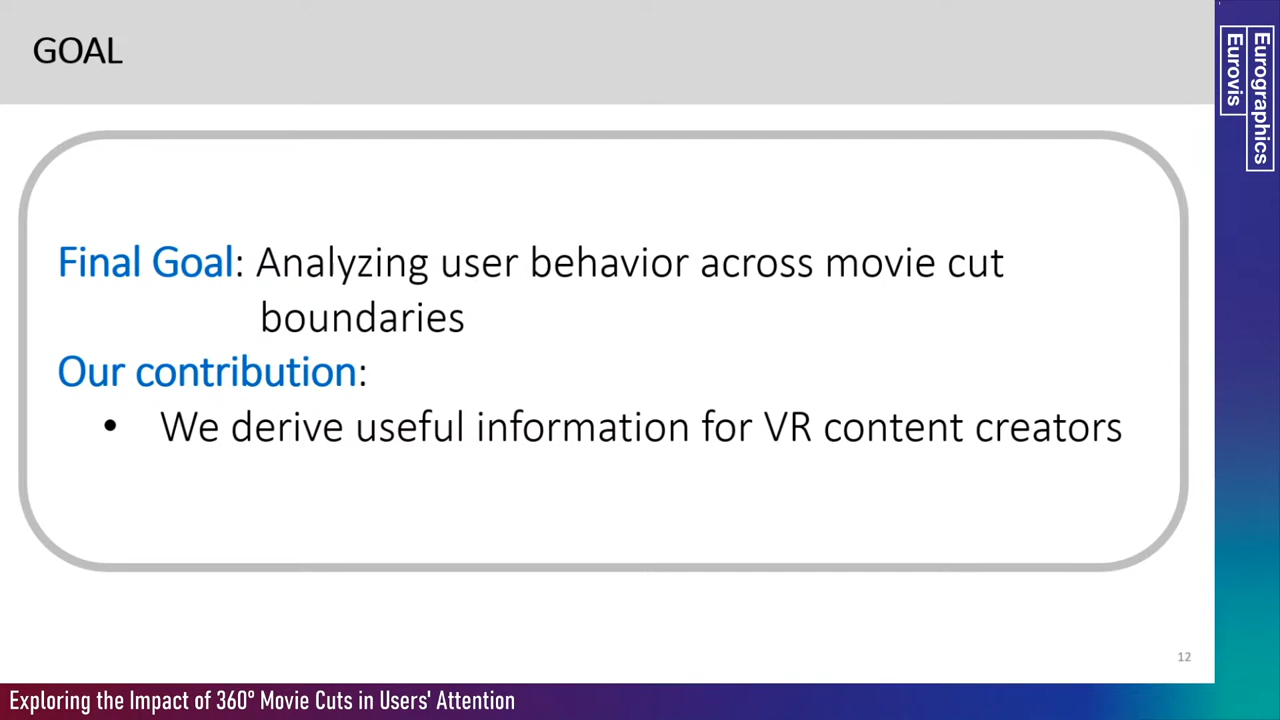 GOAL
Final Goal: Analyzing user behavior across movie cut
boundaries
Our contribution:
• We derive useful information for VR content creators
12
Exploring the Impact of 360° Movie Cuts in Users' Attention
Eurographics
Eurovis